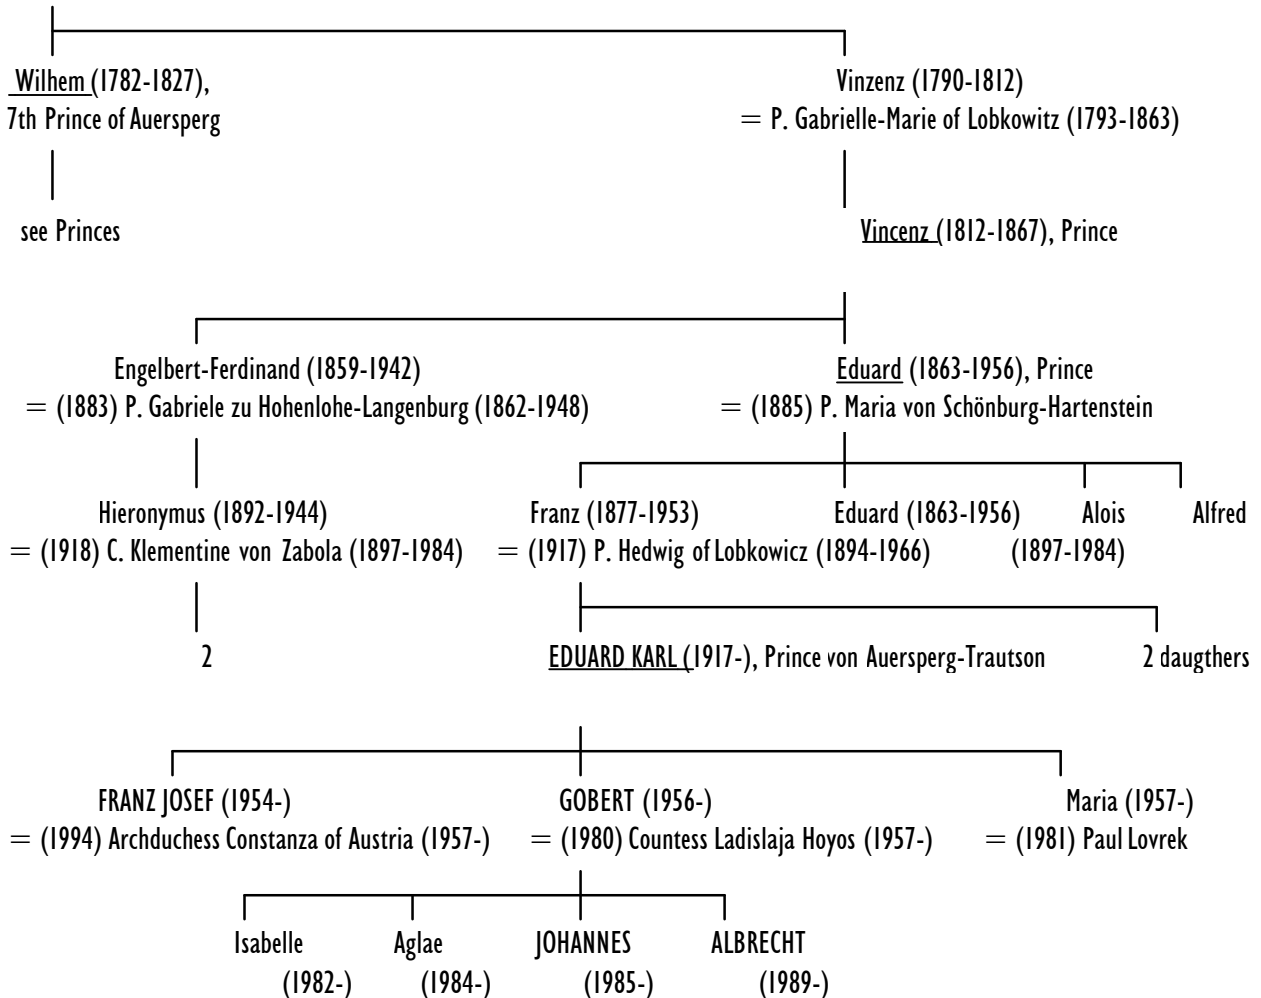 Wilhem (1782-1827), Vinzenz (1790-1812)
7th Prince of Auersperg = P. Gabrielle-Marie of Lobkowitz (1793-1863)
see Princes Vincenz (1812-1867), Prince
Engelbert-Ferdinand (1859-1942) Eduard (1863-1956), Prince
= (1883) P. Gabriele zu Hohenlohe-Langenburg (1862-1948) = (1885) P. Maria von Schönburg-Hartenstein
Hieronymus (1892-1944) Franz (1877-1953) Eduard (1863-1956) Alois Alfred
= (1918) C. Klementine von Zabola (1897-1984) = (1917) P. Hedwig of Lobkowicz (1894-1966) (1897-1984)
2 EDUARD KARL (1917-), Prince von Auersperg-Trautson 2 daugthers
FRANZ JOSEF (1954-) GOBERT (1956-) Maria (1957-)
= (1994) Archduchess Constanza of Austria (1957-) = (1980) Countess Ladislaja Hoyos (1957-) = (1981) Paul Lovrek
Isabelle Aglae JOHANNES ALBRECHT
(1982-) (1984-) (1985-) (1989-)